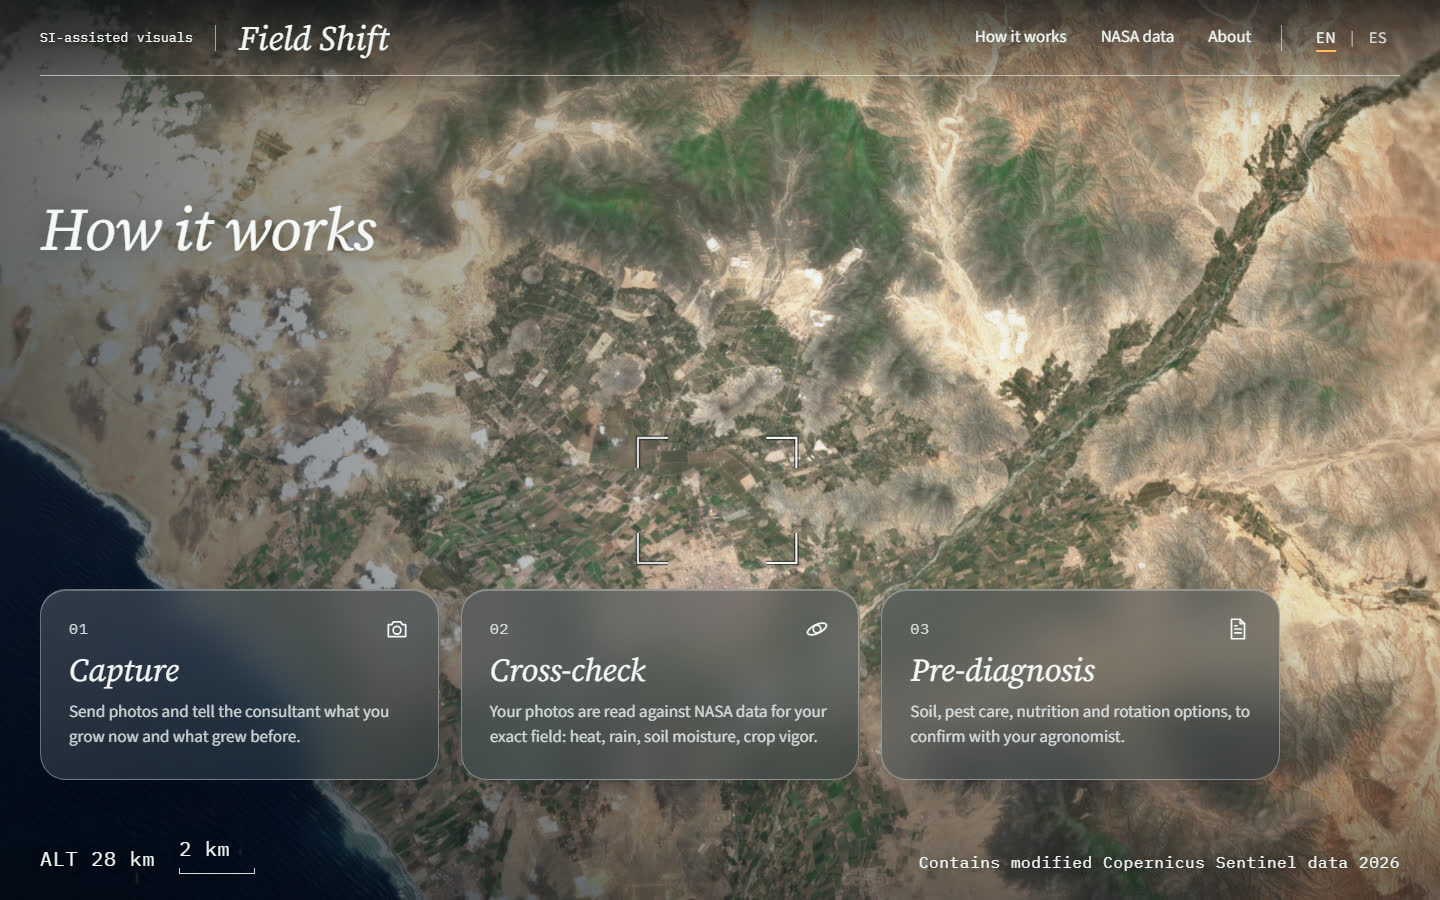 SI-assisted visuals
Field Shift
How it works
NASA data
About
EN | ES
How it works
01
Capture
Send photos and tell the consultant what you
grow now and what grew before.
02
Cross-check
Your photos are read against NASA data for your
exact field: heat, rain, soil moisture, crop vigor.
03
Pre-diagnosis
Soil, pest care, nutrition and rotation options, to
confirm with your agronomist.
ALT 28 km
2 km
Contains modified Copernicus Sentinel data 2026